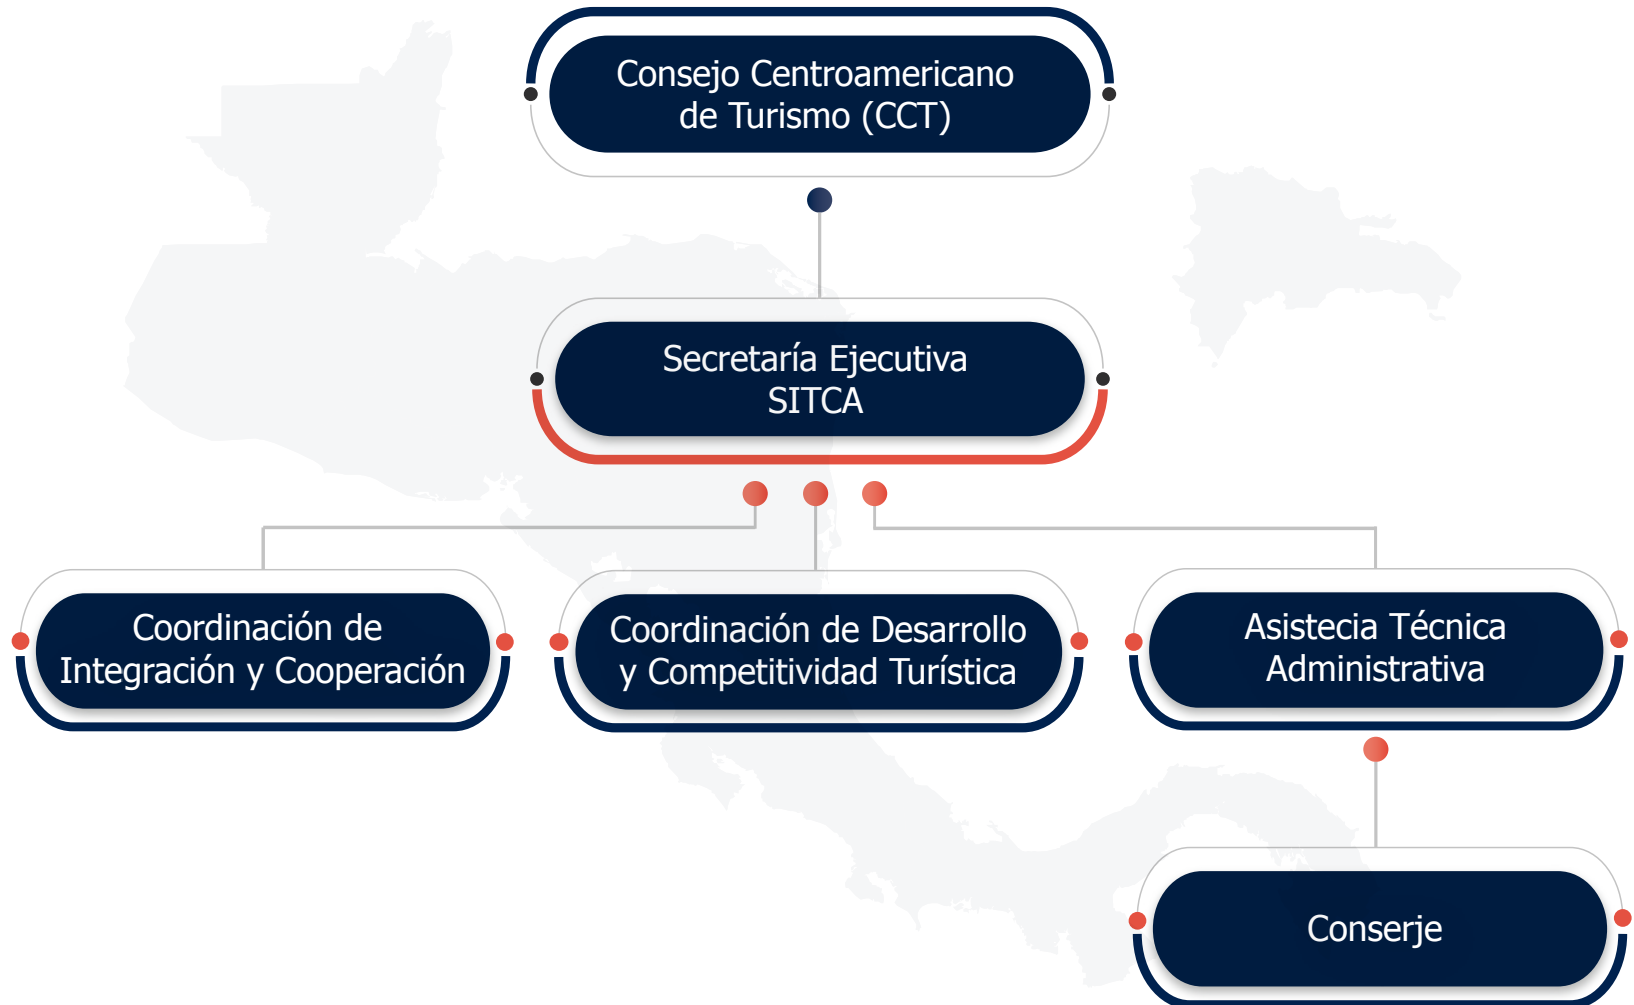 Consejo Centroamericano
de Turismo (CCT)
Secretaría Ejecutiva
SITCA
Coordinación de
Integración y Cooperación
Coordinación de Desarrollo
y Competitividad Turística
Asistecia Técnica
Administrativa
Conserje